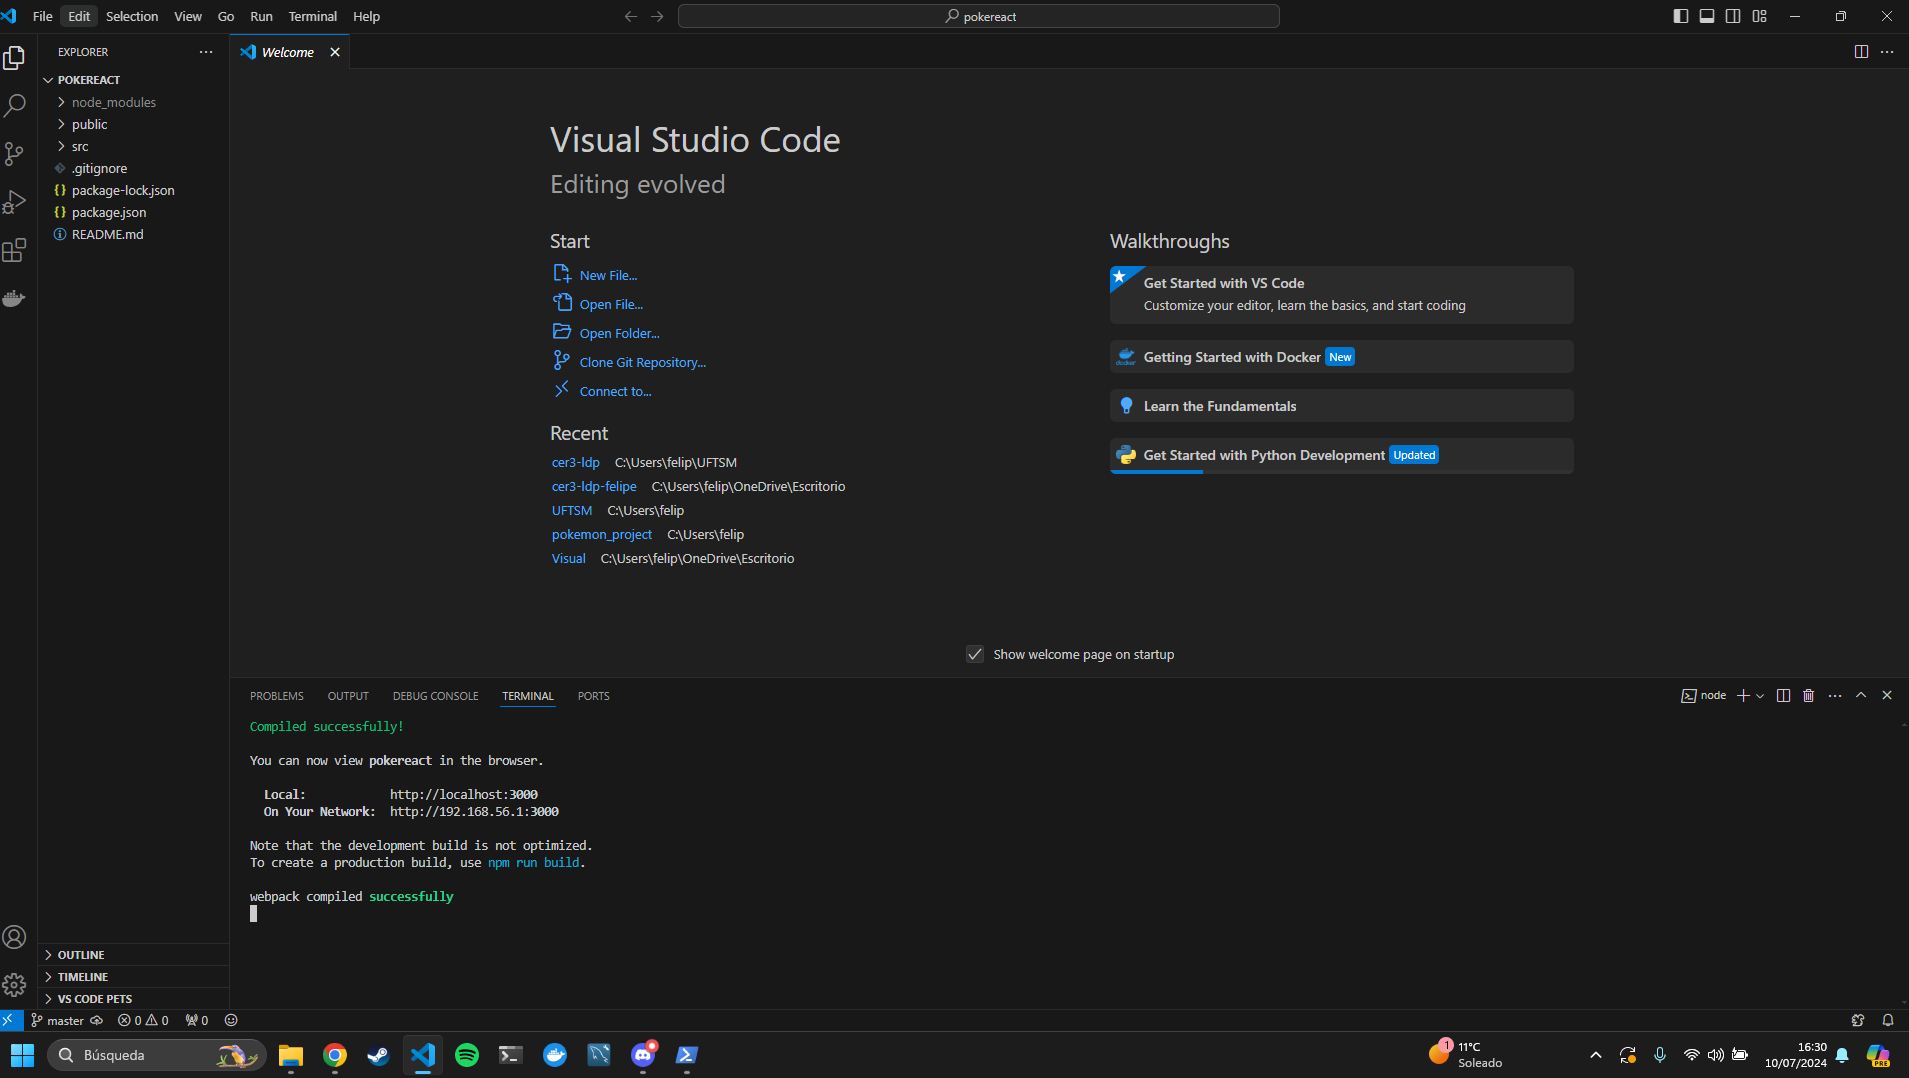 File Edit Selection View Go Run Terminal Help
pokereact
EXPLORER
Welcome
POKEREACT
node_modules
public
src
.gitignore
package-lock.json
package.json
README.md
Visual Studio Code
Editing evolved
Start
New File...
Open File...
Open Folder...
Clone Git Repository...
Connect to...
Recent
cer3-ldp C:\Users\felip\UFTSM
cer3-ldp-felipe C:\Users\felip\OneDrive\Escritorio
UFTSM C:\Users\felip
pokemon_project C:\Users\felip
Visual C:\Users\felip\OneDrive\Escritorio
Walkthroughs
Get Started with VS Code
Customize your editor, learn the basics, and start coding
docker
Getting Started with Docker New
Learn the Fundamentals
Get Started with Python Development Updated
Show welcome page on startup
PROBLEMS OUTPUT DEBUG CONSOLE TERMINAL PORTS
node
Compiled successfully!
You can now view pokereact in the browser.
Local: http://localhost:3000
On Your Network: http://192.168.56.1:3000
Note that the development build is not optimized.
To create a production build, use npm run build.
webpack compiled successfully
OUTLINE
TIMELINE
VS CODE PETS
master 0 0 0
Búsqueda
1
11°C
Soleado
16:30
10/07/2024
PRE